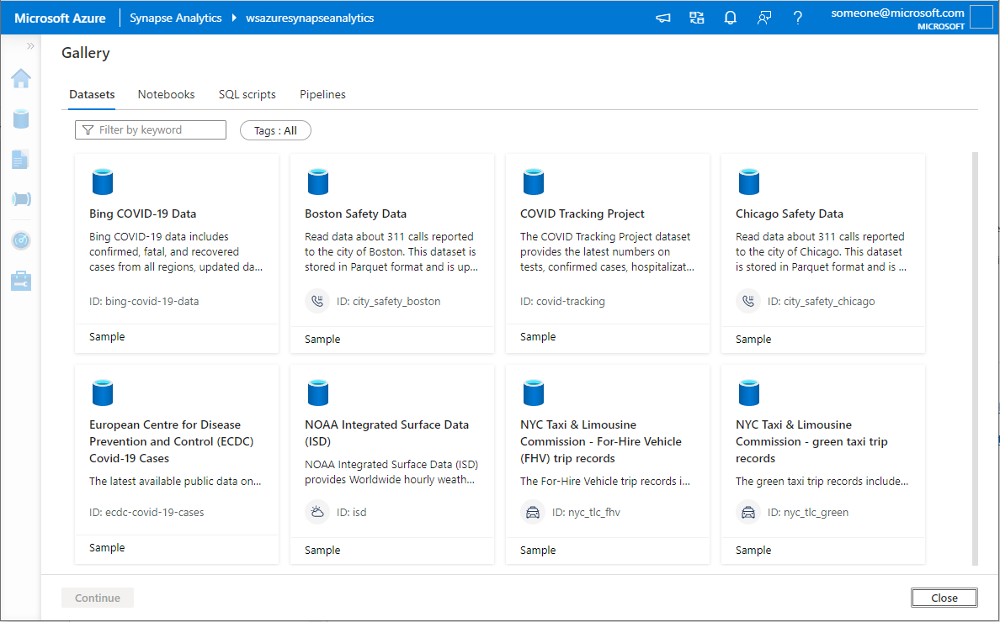 Microsoft Azure
Synapse Analytics
wsazuresynapseanalytics
?
someone@microsoft.com
MICROSOFT
Gallery
Datasets
Notebooks
SQL scripts
Pipelines
Filter by keyword
Tags : All
Bing COVID-19 Data
Bing COVID-19 data includes
confirmed, fatal, and recovered
cases from all regions, updated da...
ID: bing-covid-19-data
Sample
Boston Safety Data
Read data about 311 calls reported
to the city of Boston. This dataset is
stored in Parquet format and is up...
ID: city_safety_boston
Sample
COVID Tracking Project
The COVID Tracking Project dataset
provides the latest numbers on
tests, confirmed cases, hospitalizat...
ID: covid-tracking
Sample
Chicago Safety Data
Read data about 311 calls reported
to the city of Chicago. This dataset
is stored in Parquet format and is ...
ID: city_safety_chicago
Sample
European Centre for Disease
Prevention and Control (ECDC)
Covid-19 Cases
The latest available public data on...
ID: ecdc-covid-19-cases
Sample
NOAA Integrated Surface Data
(ISD)
NOAA Integrated Surface Data (ISD)
provides Worldwide hourly weath...
ID: isd
Sample
NYC Taxi & Limousine
Commission - For-Hire Vehicle
(FHV) trip records
The For-Hire Vehicle trip records i...
ID: nyc_tlc_fhv
Sample
NYC Taxi & Limousine
Commission - green taxi trip
records
The green taxi trip records include...
ID: nyc_tlc_green
Sample
Continue
Close